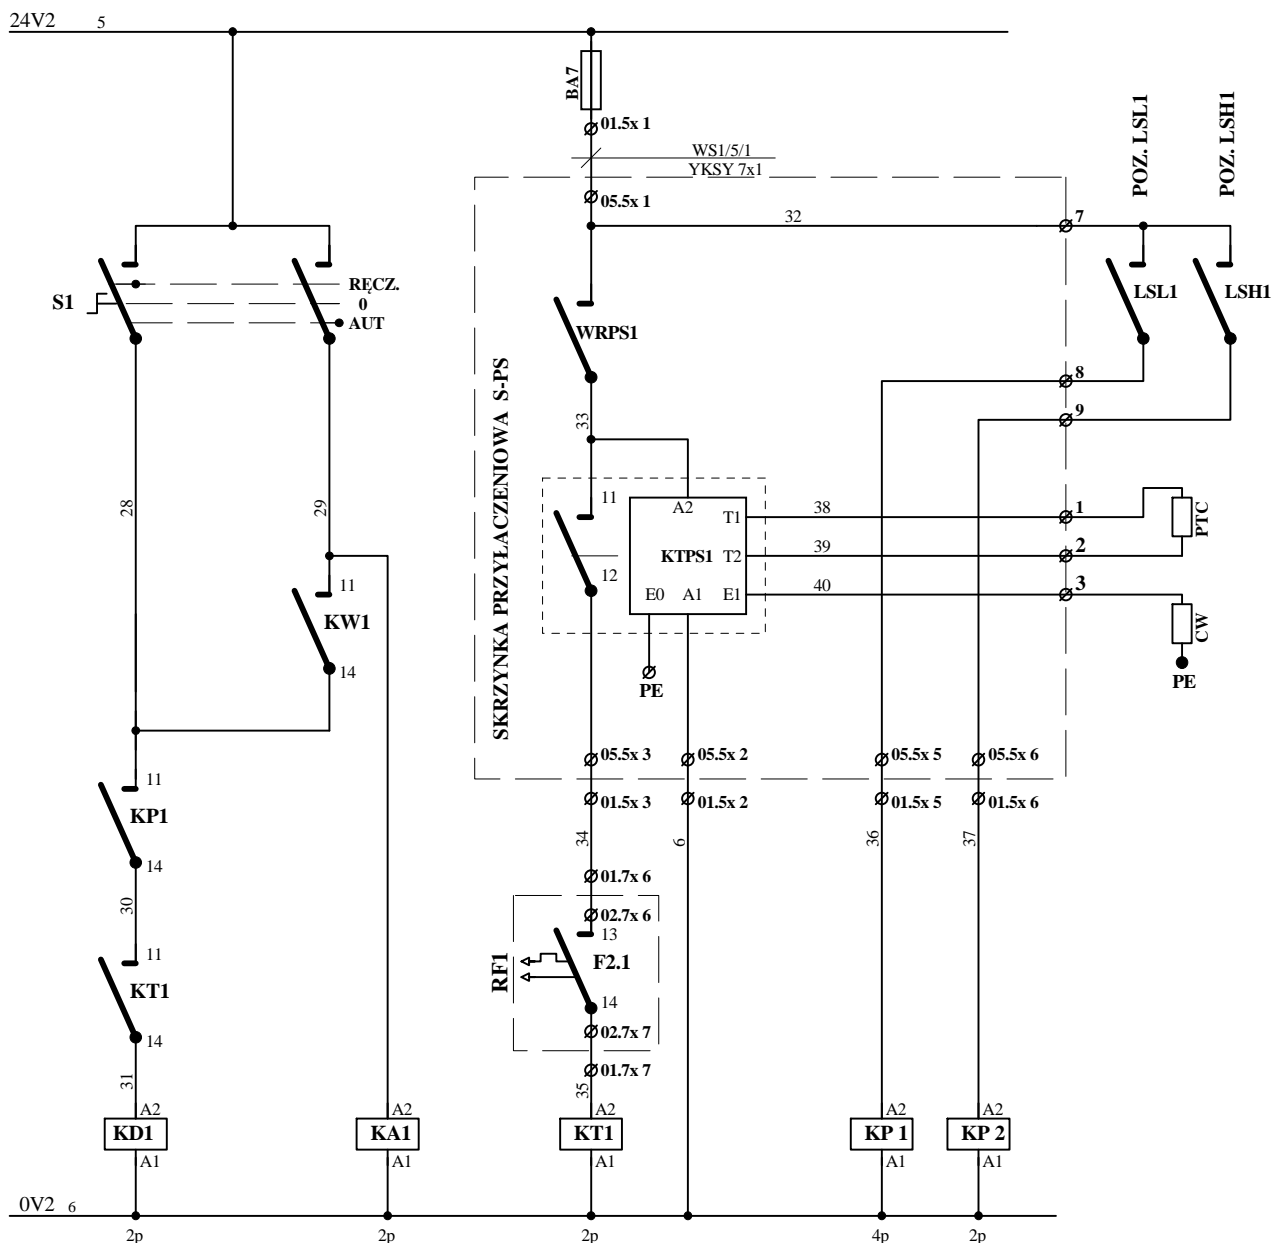 24V2 5
BA7
01.5x 1
WS1/5/1
YKSY 7x1
05.5x 1
POZ. LSL1
POZ. LSH1
32
7
S1
RĘCZ.
0
AUT
WRPS1
LSL1
LSH1
SKRZYNKA PRZYŁACZENIOWA S-PS
8
9
33
28
29
11
12
A2
T1
KTPS1
T2
E0
A1
E1
38
1
39
2
40
3
PTC
CW
PE
PE
11
KW1
14
05.5x 3
05.5x 2
05.5x 5
05.5x 6
01.5x 3
01.5x 2
01.5x 5
01.5x 6
11
KP1
14
34
6
36
37
30
01.7x 6
02.7x 6
11
KT1
14
RF1
13
F2.1
14
02.7x 7
01.7x 7
31
35
A2
KD1
A1
A2
KA1
A1
A2
KT1
A1
A2
KP 1
A1
A2
KP 2
A1
0V2 6
2p
2p
2p
4p
2p